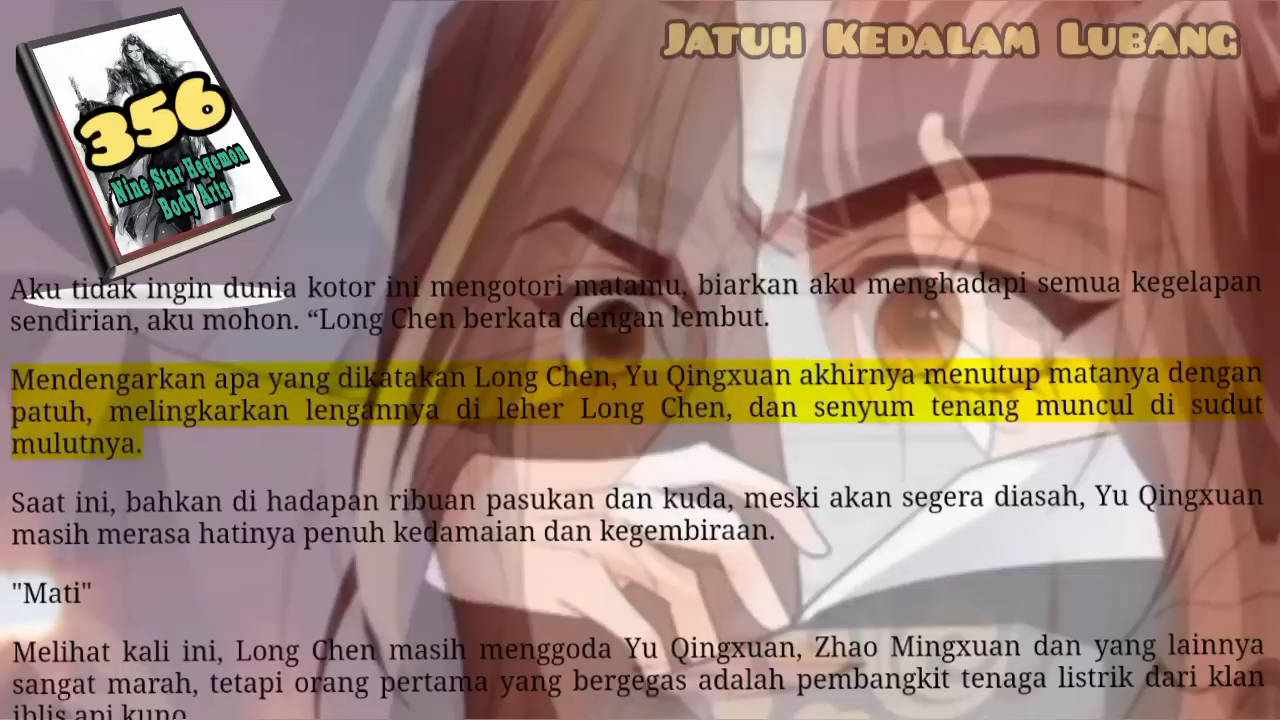 Jatuh Kedalam Lubang
356
Nine Star Hegemon
Body Arts
Aku tidak ingin dunia kotor ini mengotori matamu, biarkan aku menghadapi semua kegelapan
sendirian, aku mohon. “Long Chen berkata dengan lembut.
Mendengarkan apa yang dikatakan Long Chen, Yu Qingxuan akhirnya menutup matanya dengan
patuh, melingkarkan lengannya di leher Long Chen, dan senyum tenang muncul di sudut
mulutnya.
Saat ini, bahkan di hadapan ribuan pasukan dan kuda, meski akan segera diasah, Yu Qingxuan
masih merasa hatinya penuh kedamaian dan kegembiraan.
"Mati"
Melihat kali ini, Long Chen masih menggoda Yu Qingxuan, Zhao Mingxuan dan yang lainnya
sangat marah, tetapi orang pertama yang bergegas adalah pembangkit tenaga listrik dari klan
iblis api kuno